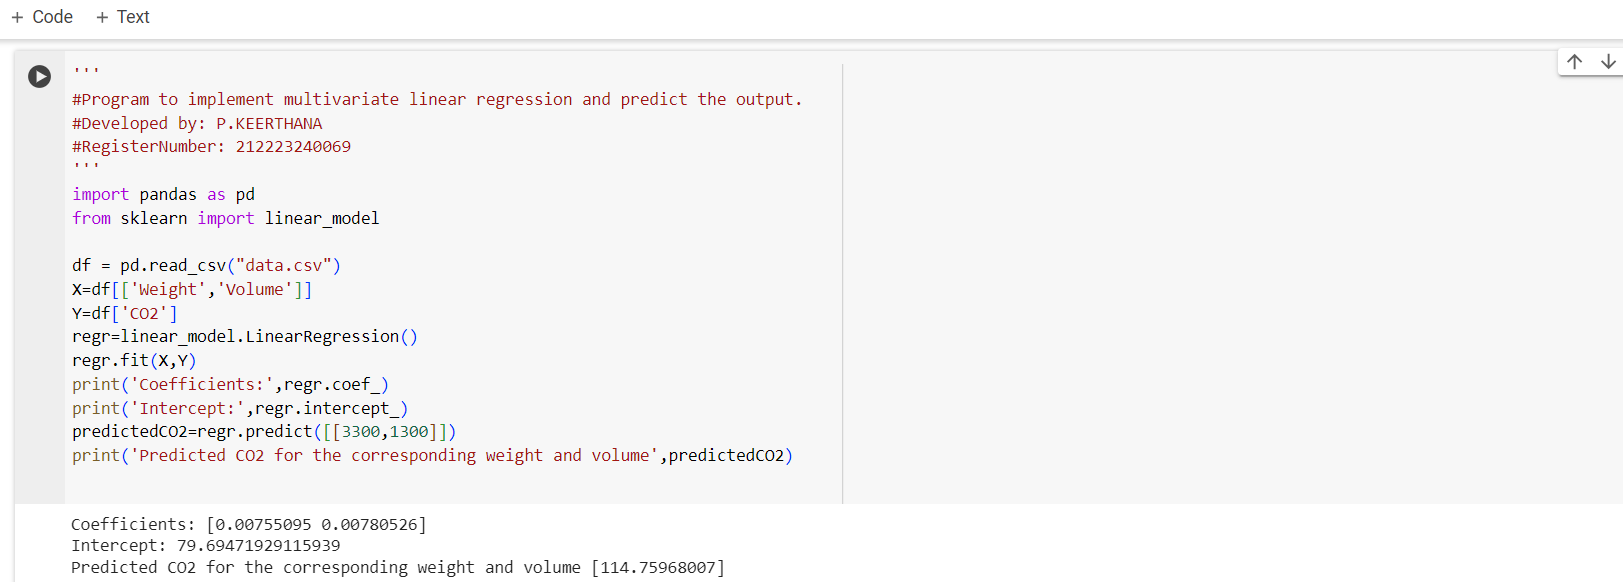 + Code + Text
'''
#Program to implement multivariate linear regression and predict the output.
#Developed by: P.KEERTHANA
#RegisterNumber: 212223240069
'''
import pandas as pd
from sklearn import linear_model
df = pd.read_csv("data.csv")
X=df[['Weight','Volume']]
Y=df['CO2']
regr=linear_model.LinearRegression()
regr.fit(X,Y)
print('Coefficients:',regr.coef_)
print('Intercept:',regr.intercept_)
predictedCO2=regr.predict([[3300,1300]])
print('Predicted CO2 for the corresponding weight and volume',predictedCO2)
Coefficients: [0.00755095 0.00780526]
Intercept: 79.69471929115939
Predicted CO2 for the corresponding weight and volume [114.75968007]